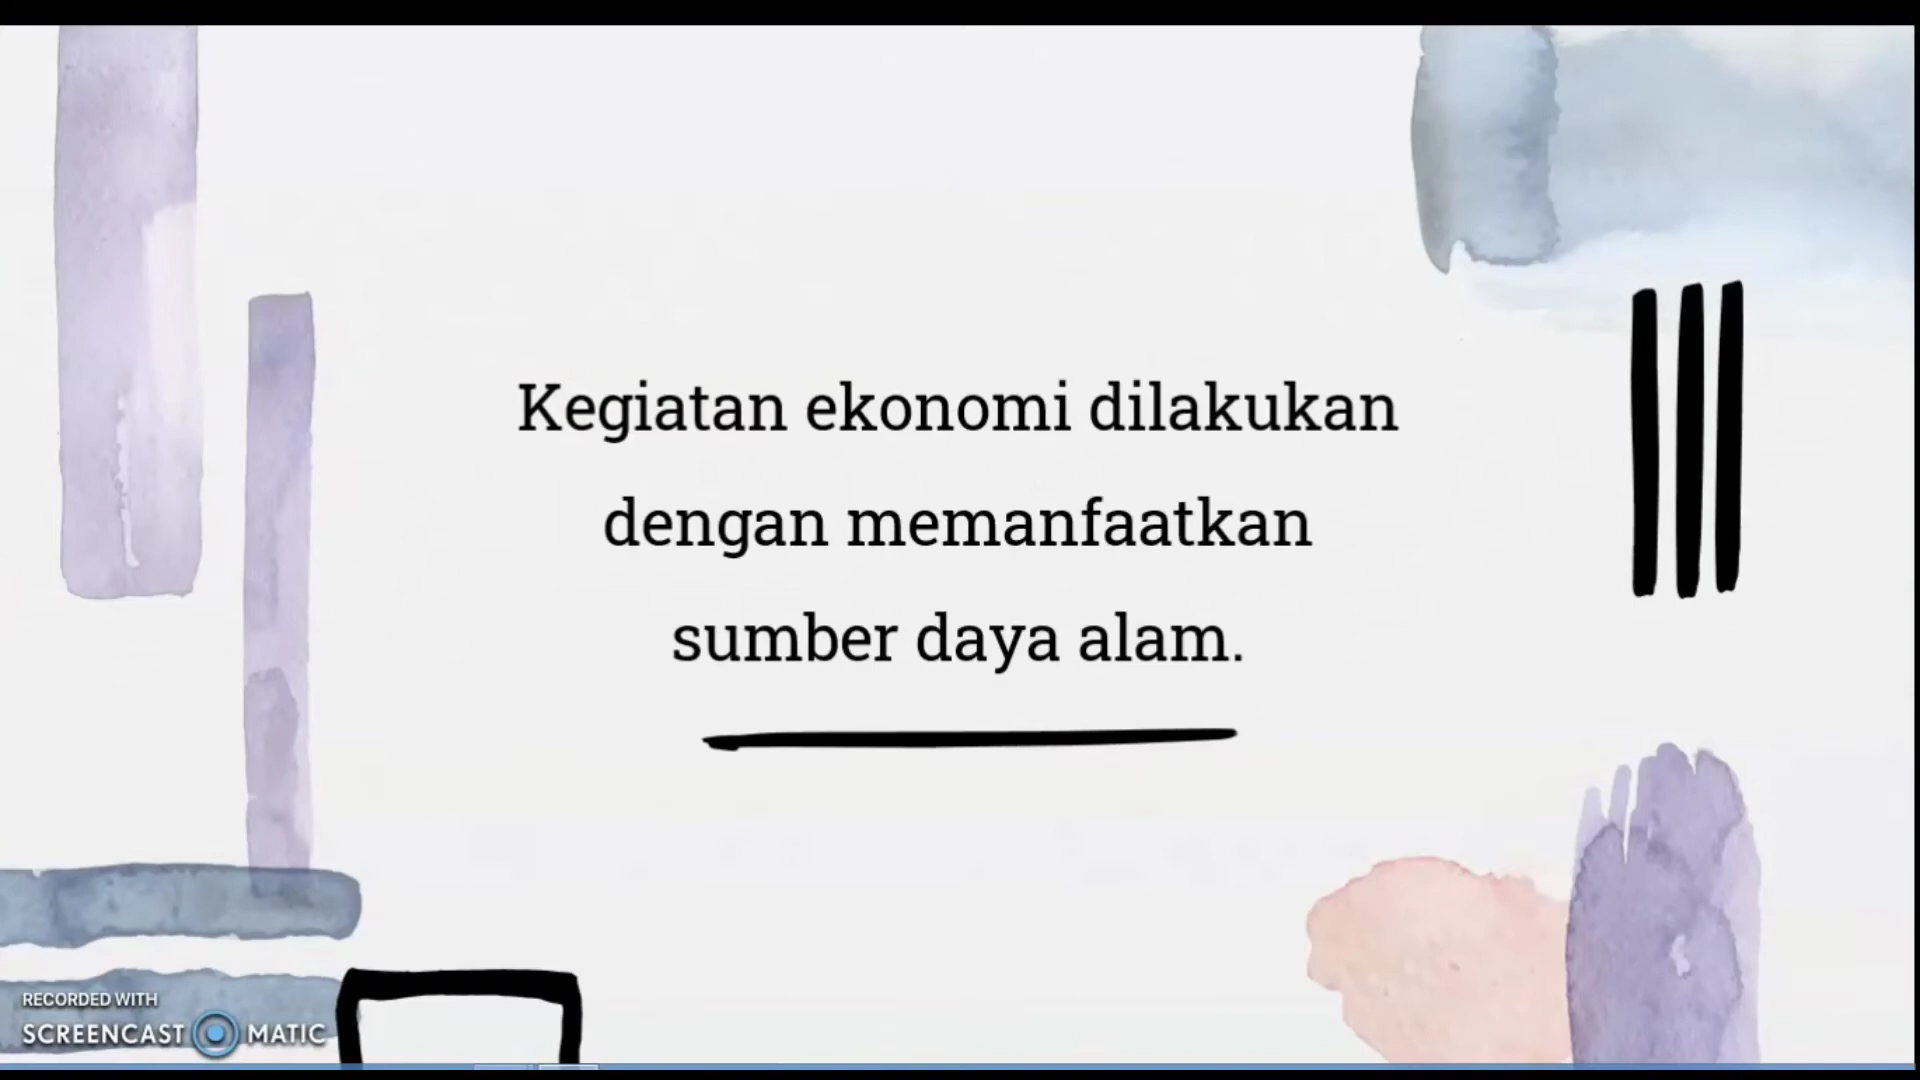 Kegiatan ekonomi dilakukan
dengan memanfaatkan
sumber daya alam.
RECORDED WITH
SCREENCAST MATIC